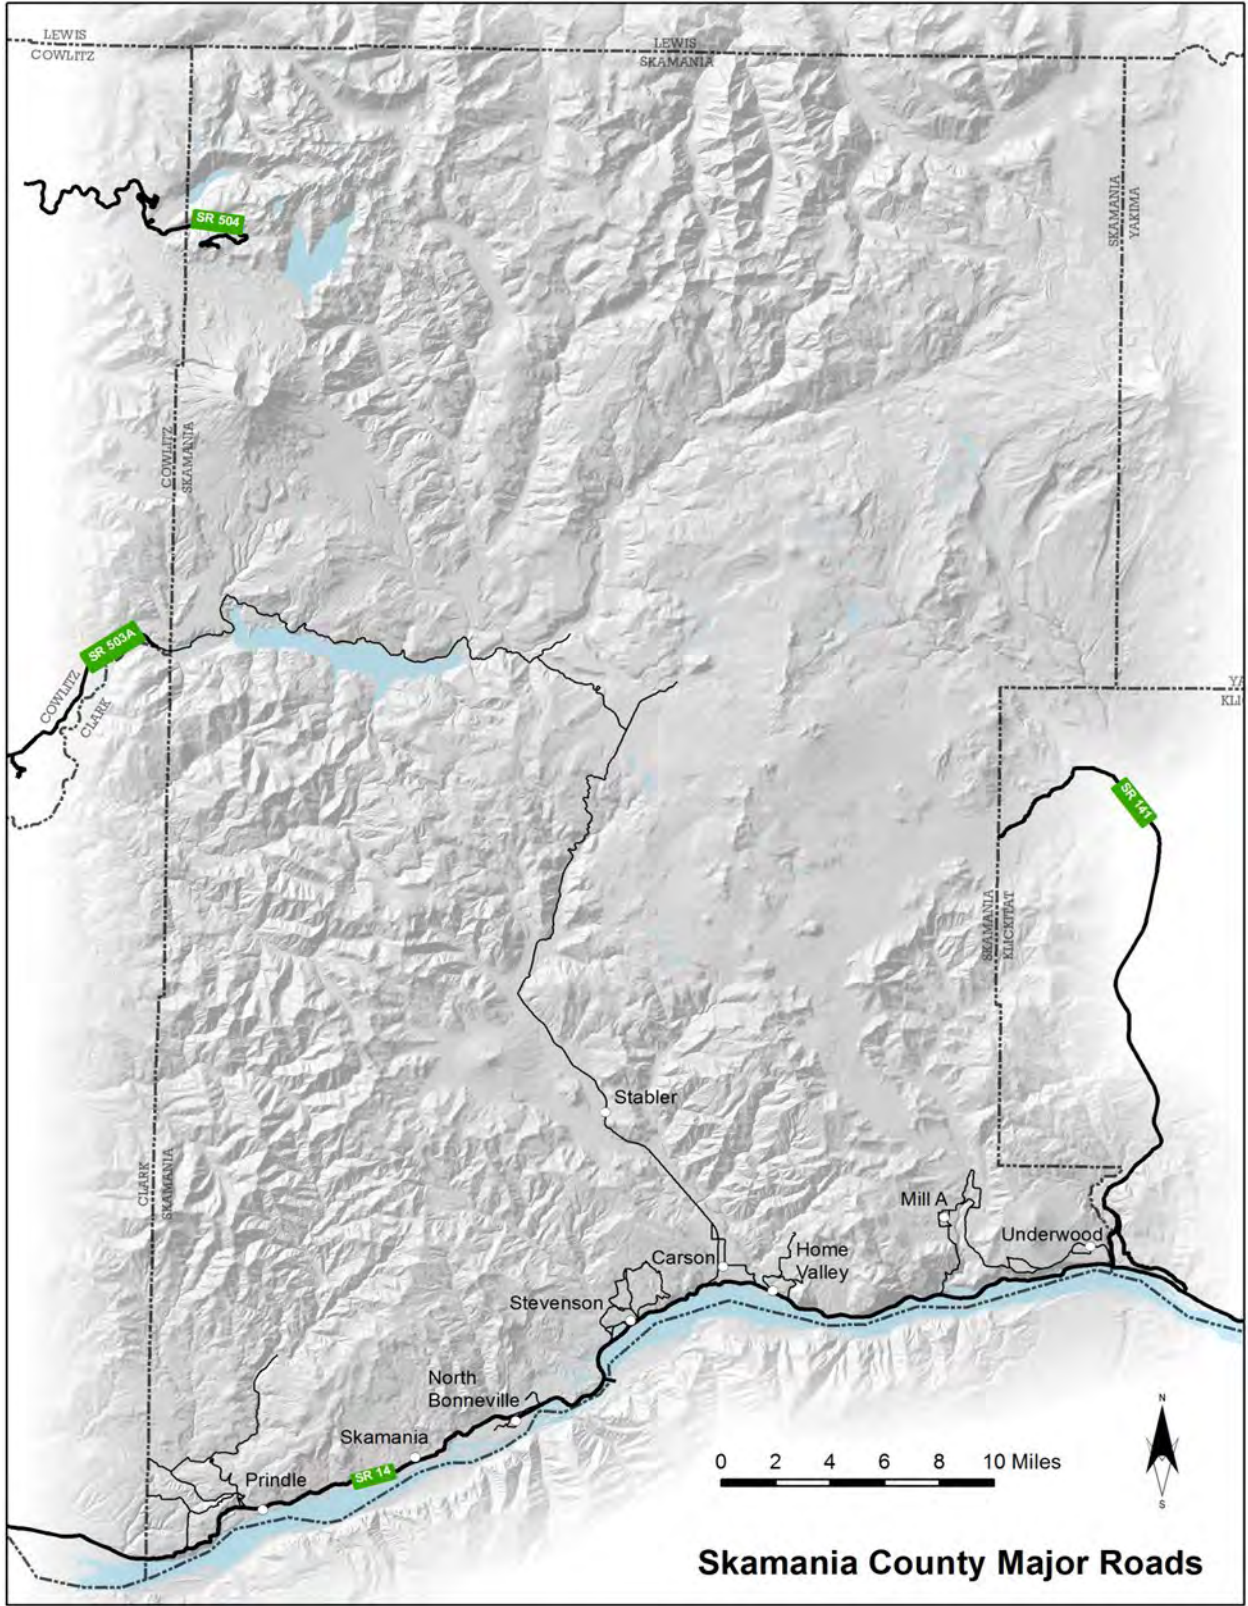 LEWIS
COWLITZ
LEWIS
SKAMANIA
SKAMANIA
YAKIMA
SR 504
COWLITZ
SKAMANIA
SR 503A
COWLITZ
CLARK
SR 141
SKAMANIA
KLICKITAT
Stabler
CLARK
SKAMANIA
Mill A
Underwood
Carson
Home
Valley
Stevenson
North
Bonneville
Skamania
Prindle
SR 14
N
S
0 2 4 6 8 10 Miles
Skamania County Major Roads